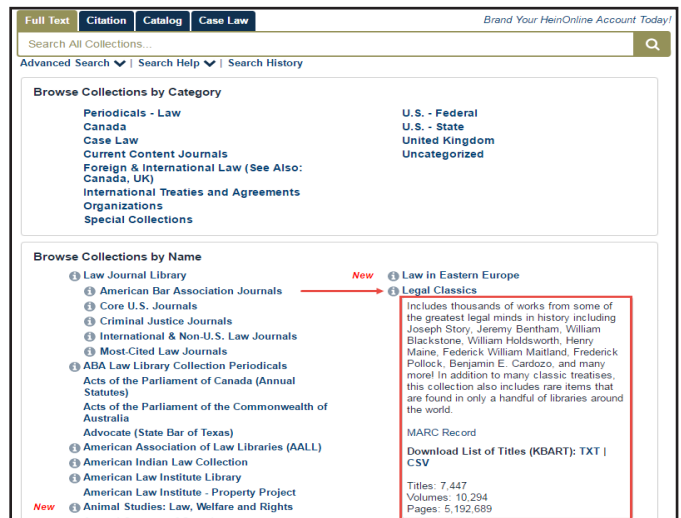 Full Text Citation Catalog Case Law
Brand Your HeinOnline Account Today!
Search All Collections...
Advanced Search | Search Help | Search History
Browse Collections by Category
Periodicals - Law
Canada
Case Law
Current Content Journals
Foreign & International Law (See Also:
Canada, UK)
International Treaties and Agreements
Organizations
Special Collections
U.S. - Federal
U.S. - State
United Kingdom
Uncategorized
Browse Collections by Name
Law Journal Library
American Bar Association Journals
Core U.S. Journals
Criminal Justice Journals
International & Non-U.S. Law Journals
Most-Cited Law Journals
ABA Law Library Collection Periodicals
Acts of the Parliament of Canada (Annual
Statutes)
Acts of the Parliament of the Commonwealth of
Australia
Advocate (State Bar of Texas)
American Association of Law Libraries (AALL)
American Indian Law Collection
American Law Institute Library
American Law Institute - Property Project
New Animal Studies: Law, Welfare and Rights
New Law in Eastern Europe
Legal Classics
Includes thousands of works from some of
the greatest legal minds in history including
Joseph Story, Jeremy Bentham, William
Blackstone, William Holdsworth, Henry
Maine, Federick William Maitland, Frederick
Pollock, Benjamin E. Cardozo, and many
more! In addition to many classic treatises,
this collection also includes rare items that
are found in only a handful of libraries around
the world.
MARC Record
Download List of Titles (KBART): TXT |
CSV
Titles: 7,447
Volumes: 10,294
Pages: 5,192,689